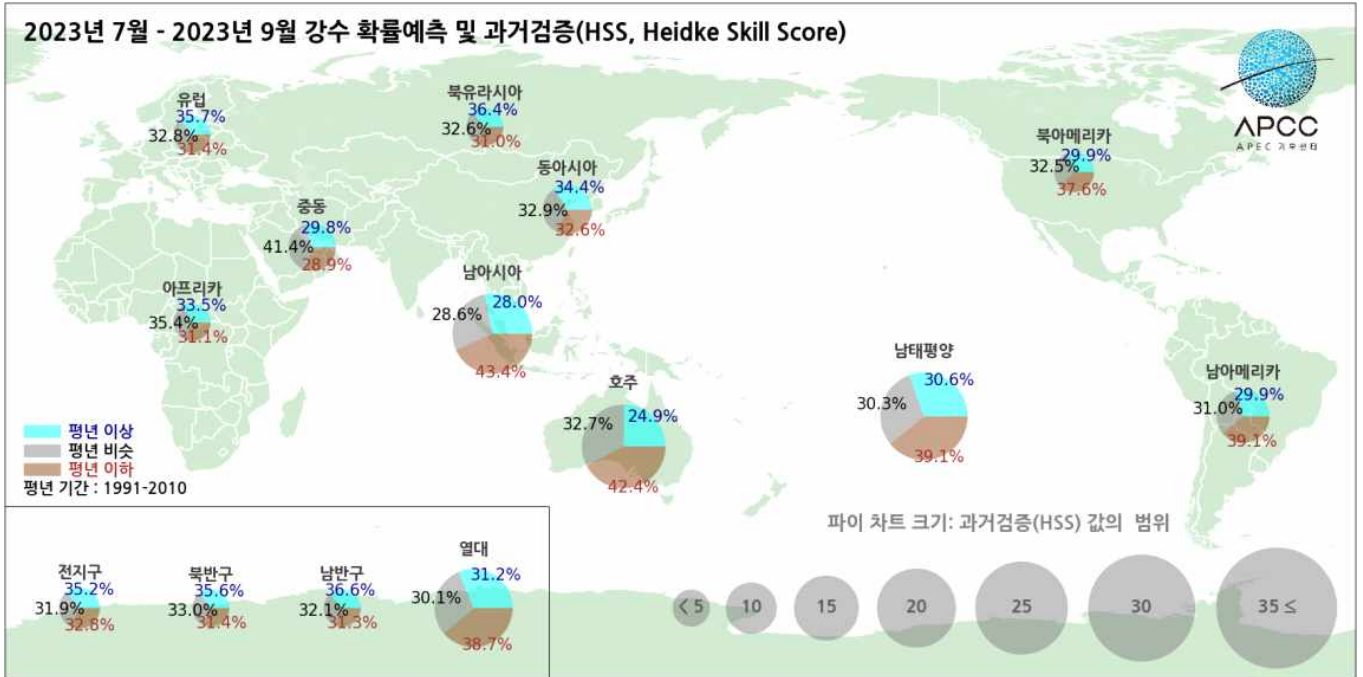 2023년 7월 - 2023년 9월 강수 확률예측 및 과거검증(HSS, Heidke Skill Score)
APCC
APEC 기후센터
유럽
35.7%
32.8%
31.4%
북유라시아
36.4%
32.6%
31.0%
북아메리카
29.9%
32.5%
37.6%
동아시아
34.4%
32.9%
32.6%
중동
29.8%
41.4%
28.9%
남아시아
28.0%
28.6%
43.4%
아프리카
33.5%
35.4%
31.1%
남태평양
30.6%
30.3%
39.1%
남아메리카
29.9%
31.0%
39.1%
호주
24.9%
32.7%
42.4%
평년 이상
평년 비슷
평년 이하
평년 기간 : 1991-2010
파이 차트 크기: 과거검증(HSS) 값의 범위
< 5
10
15
20
25
30
35 ≤
전지구
35.2%
31.9%
32.8%
북반구
35.6%
33.0%
31.4%
남반구
36.6%
32.1%
31.3%
열대
31.2%
30.1%
38.7%